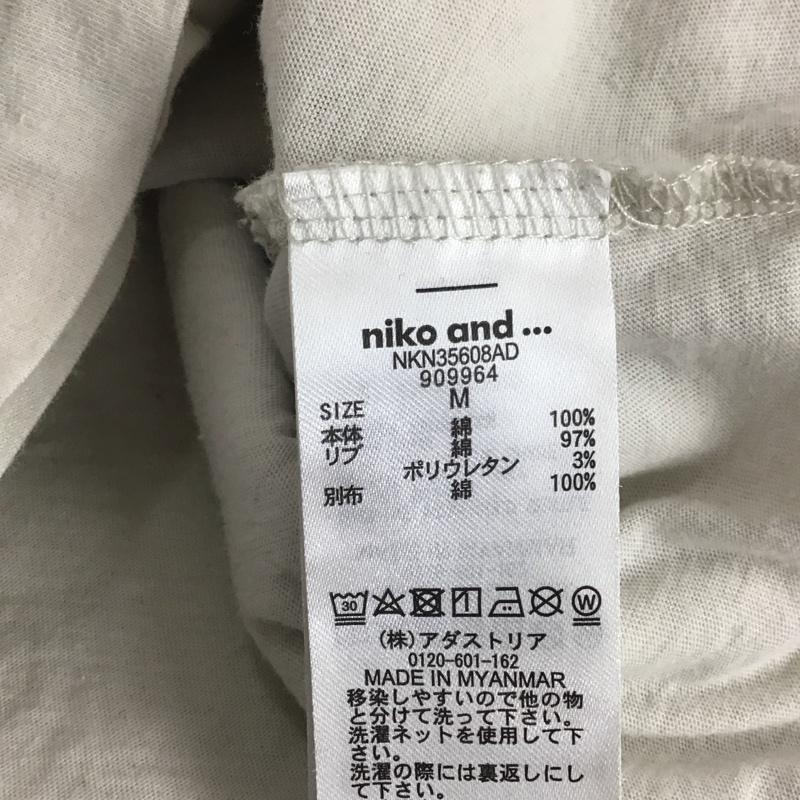 niko and ...
NKN35608AD
909964
SIZE M
本体 綿 100%
リブ 綿 97%
ポリウレタン 3%
別布 綿 100%
30 W
(株)アダストリア
0120-601-162
MADE IN MYANMAR
移染しやすいので他の物
と分けて洗って下さい。
洗濯ネットを使用して下
さい。
洗濯の際には裏返しにし
て下さい。